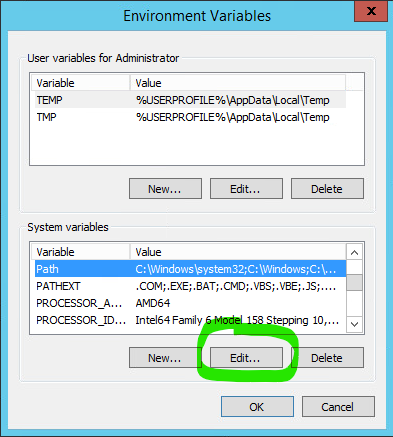 Environment Variables
x
User variables for Administrator
Variable Value
TEMP %USERPROFILE%\AppData\Local\Temp
TMP %USERPROFILE%\AppData\Local\Temp
New... Edit... Delete
System variables
Variable Value
Path C:\Windows\system32;C:\Windows;C:\...
PATHEXT .COM;.EXE;.BAT;.CMD;.VBS;.VBE;.JS;....
PROCESSOR_A... AMD64
PROCESSOR_ID... Intel64 Family 6 Model 158 Stepping 10,...
New... Edit... Delete
OK Cancel